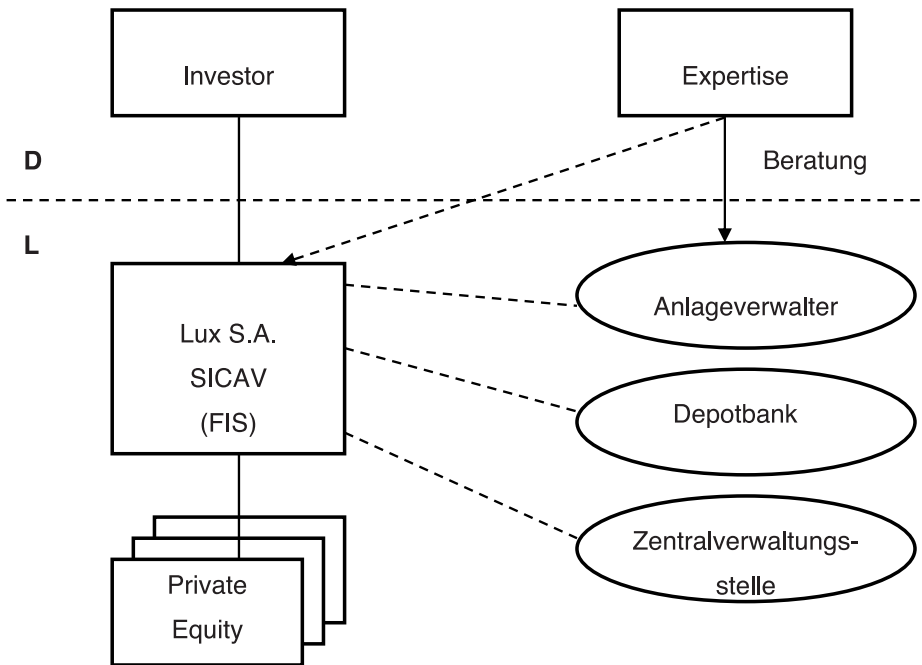 Investor
Expertise
D
Beratung
L
Lux S.A.
SICAV
(FIS)
Anlageverwalter
Depotbank
Zentralverwaltungs-
stelle
Private
Equity